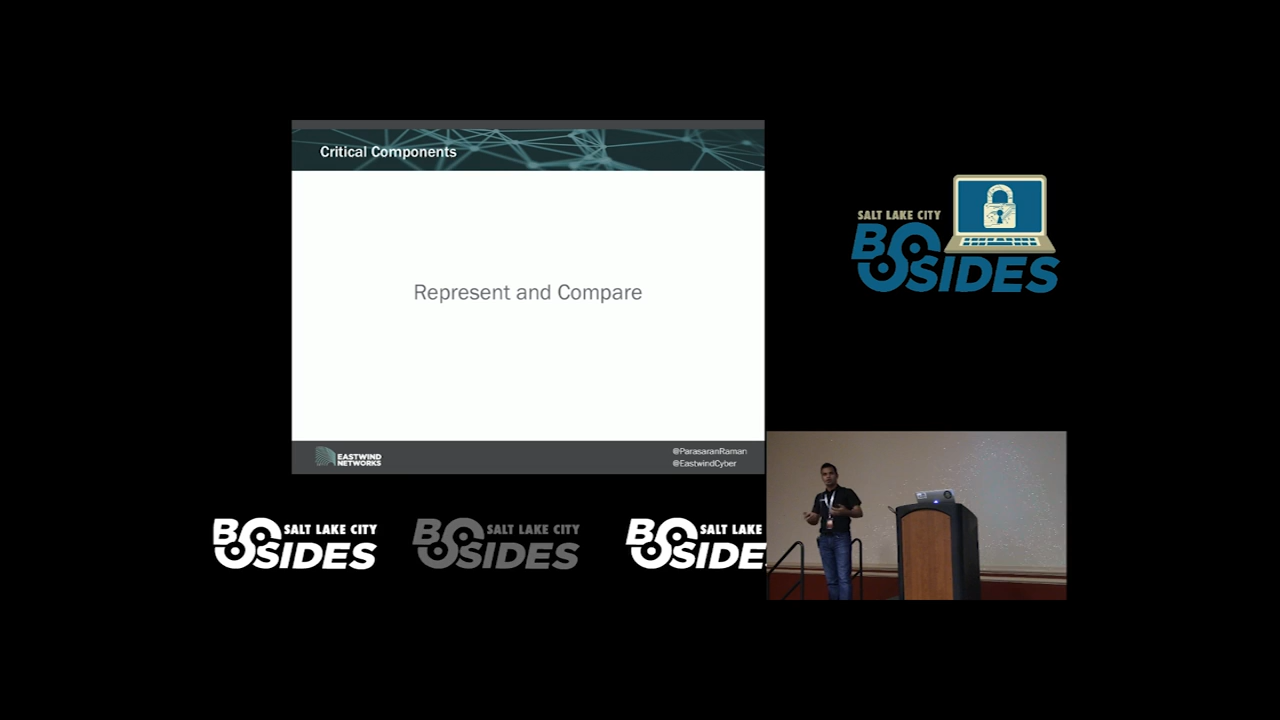 Critical Components
Represent and Compare
EASTWIND
NETWORKS
@ParasaranRaman
@EastwindCyber
SALT LAKE CITY
BSIDES
SALT LAKE CITY
BSIDES
SALT LAKE CITY
BSIDES
SALT LAKE
BSIDE